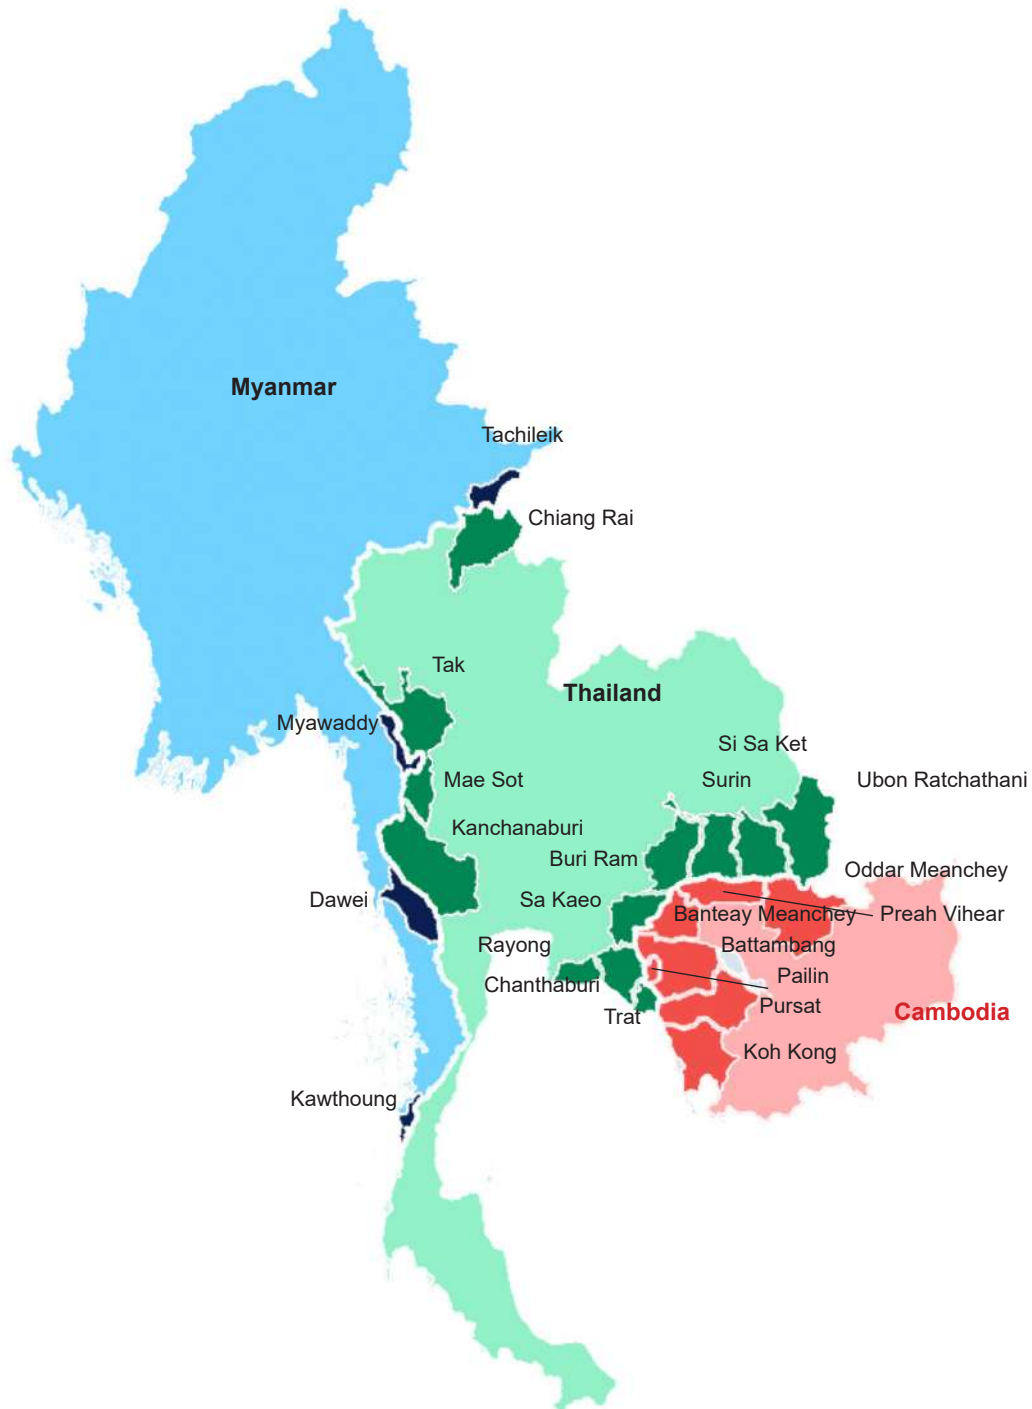 Myanmar
Tachileik
Chiang Rai
Tak
Thailand
Myawaddy
Si Sa Ket
Mae Sot
Surin
Ubon Ratchathani
Kanchanaburi
Buri Ram
Oddar Meanchey
Dawei
Sa Kaeo
Banteay Meanchey
Preah Vihear
Rayong
Battambang
Chanthaburi
Pailin
Trat
Pursat
Cambodia
Koh Kong
Kawthoung